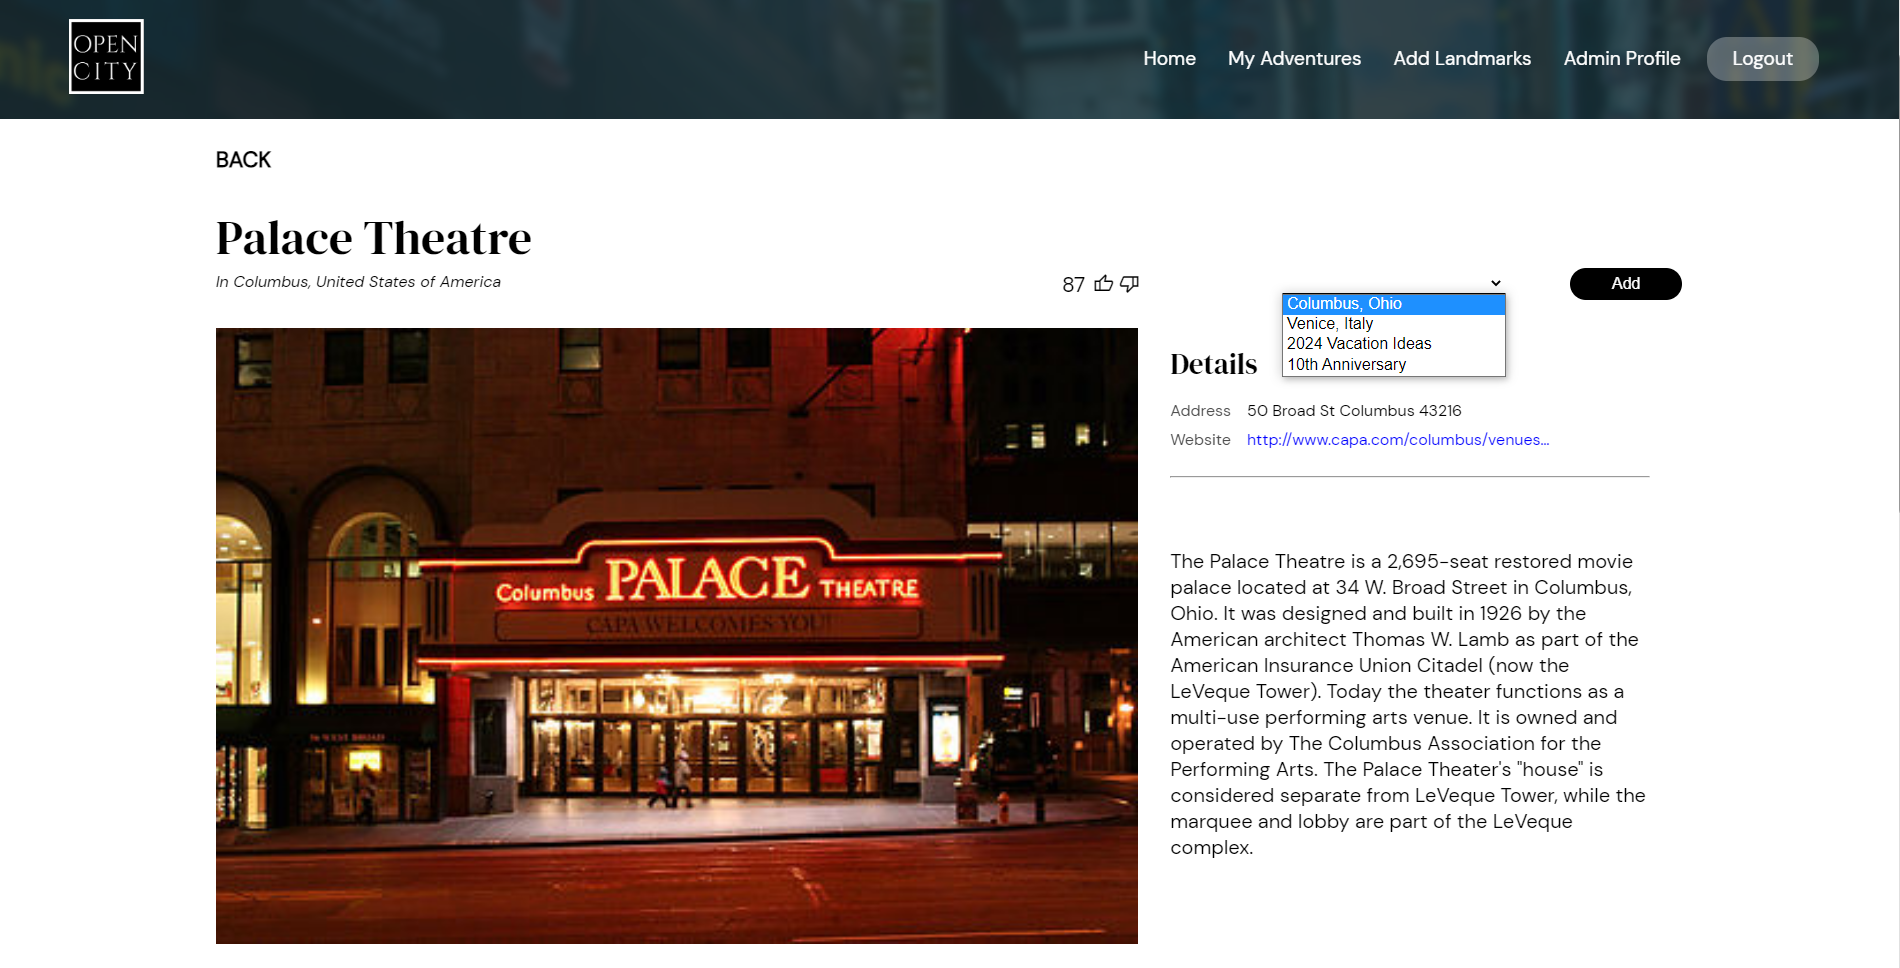 OPEN
CITY
Home
My Adventures
Add Landmarks
Admin Profile
Logout
BACK
Palace Theatre
In Columbus, United States of America
87
Add
Columbus, Ohio
Venice, Italy
2024 Vacation Ideas
10th Anniversary
Columbus PALACE THEATRE
CAPA WELCOMES YOU!
Details
Address 50 Broad St Columbus 43216
Website http://www.capa.com/columbus/venues...
The Palace Theatre is a 2,695-seat restored movie
palace located at 34 W. Broad Street in Columbus,
Ohio. It was designed and built in 1926 by the
American architect Thomas W. Lamb as part of the
American Insurance Union Citadel (now the
LeVeque Tower). Today the theater functions as a
multi-use performing arts venue. It is owned and
operated by The Columbus Association for the
Performing Arts. The Palace Theater's "house" is
considered separate from LeVeque Tower, while the
marquee and lobby are part of the LeVeque
complex.